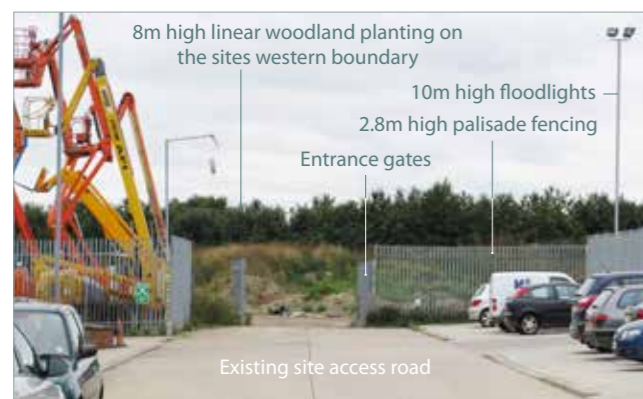 8m high linear woodland planting on
the sites western boundary
10m high floodlights
2.8m high palisade fencing
Entrance gates
Existing site access road